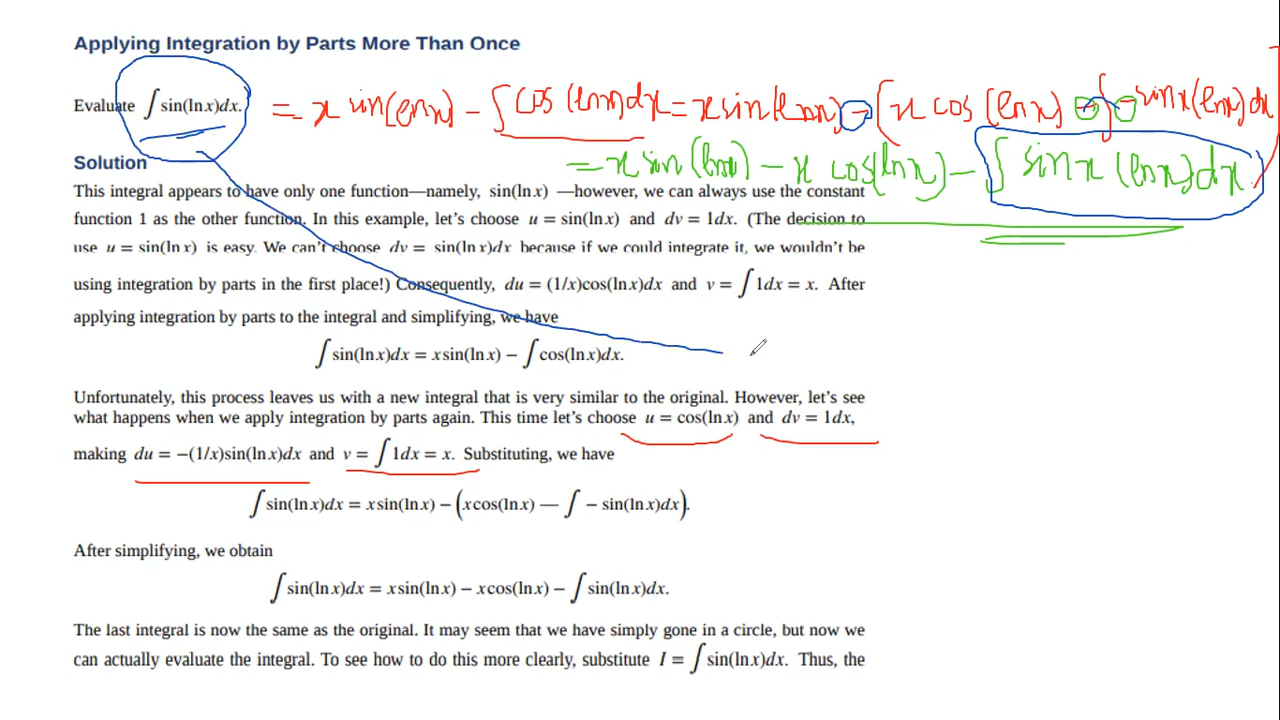 Applying Integration by Parts More Than Once
Evaluate ∫ sin(ln x)dx. = x sin(ln x) - ∫ cos (ln x) dx = x sin(ln x) - [x cos (ln x) - ∫ - sin x (ln x) dx]
= x sin (ln x) - x cos(ln x) - ∫ sin x (ln x) dx
Solution
This integral appears to have only one function—namely, sin(ln x) —however, we can always use the constant
function 1 as the other function. In this example, let's choose u = sin(ln x) and dv = 1dx. (The decision to
use u = sin(ln x) is easy. We can't choose dv = sin(ln x)dx because if we could integrate it, we wouldn't be
using integration by parts in the first place!) Consequently, du = (1/x)cos(ln x)dx and v = ∫ 1dx = x. After
applying integration by parts to the integral and simplifying, we have
∫ sin(ln x)dx = x sin(ln x) − ∫ cos(ln x)dx.
Unfortunately, this process leaves us with a new integral that is very similar to the original. However, let's see
what happens when we apply integration by parts again. This time let's choose u = cos(ln x) and dv = 1dx,
making du = −(1/x)sin(ln x)dx and v = ∫ 1dx = x. Substituting, we have
∫ sin(ln x)dx = x sin(ln x) − (x cos(ln x) — ∫ − sin(ln x)dx).
After simplifying, we obtain
∫ sin(ln x)dx = x sin(ln x) − x cos(ln x) − ∫ sin(ln x)dx.
The last integral is now the same as the original. It may seem that we have simply gone in a circle, but now we
can actually evaluate the integral. To see how to do this more clearly, substitute I = ∫ sin(ln x)dx. Thus, the